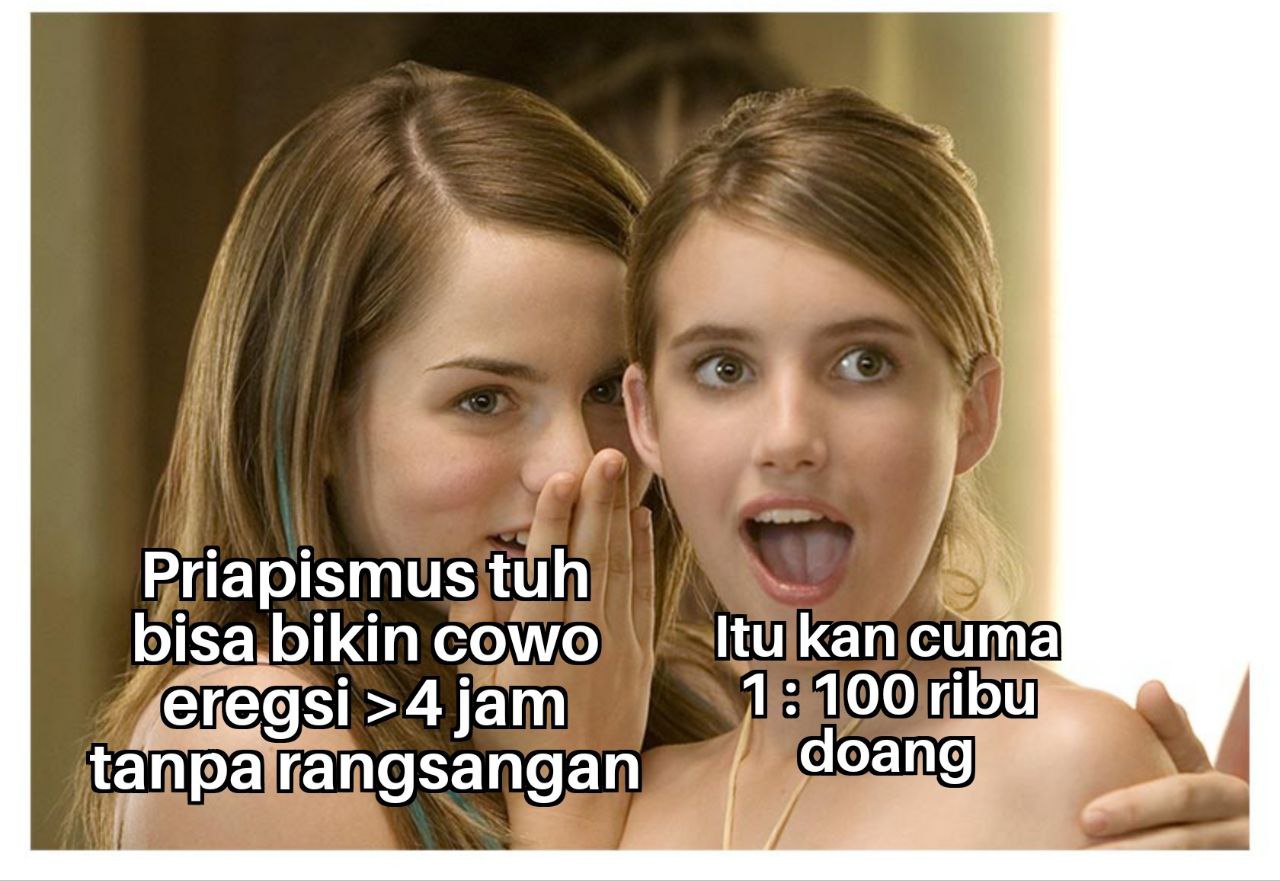 Priapismus tuh
bisa bikin cowo
eregsi >4 jam
tanpa rangsangan
Itu kan cuma
1 : 100 ribu
doang